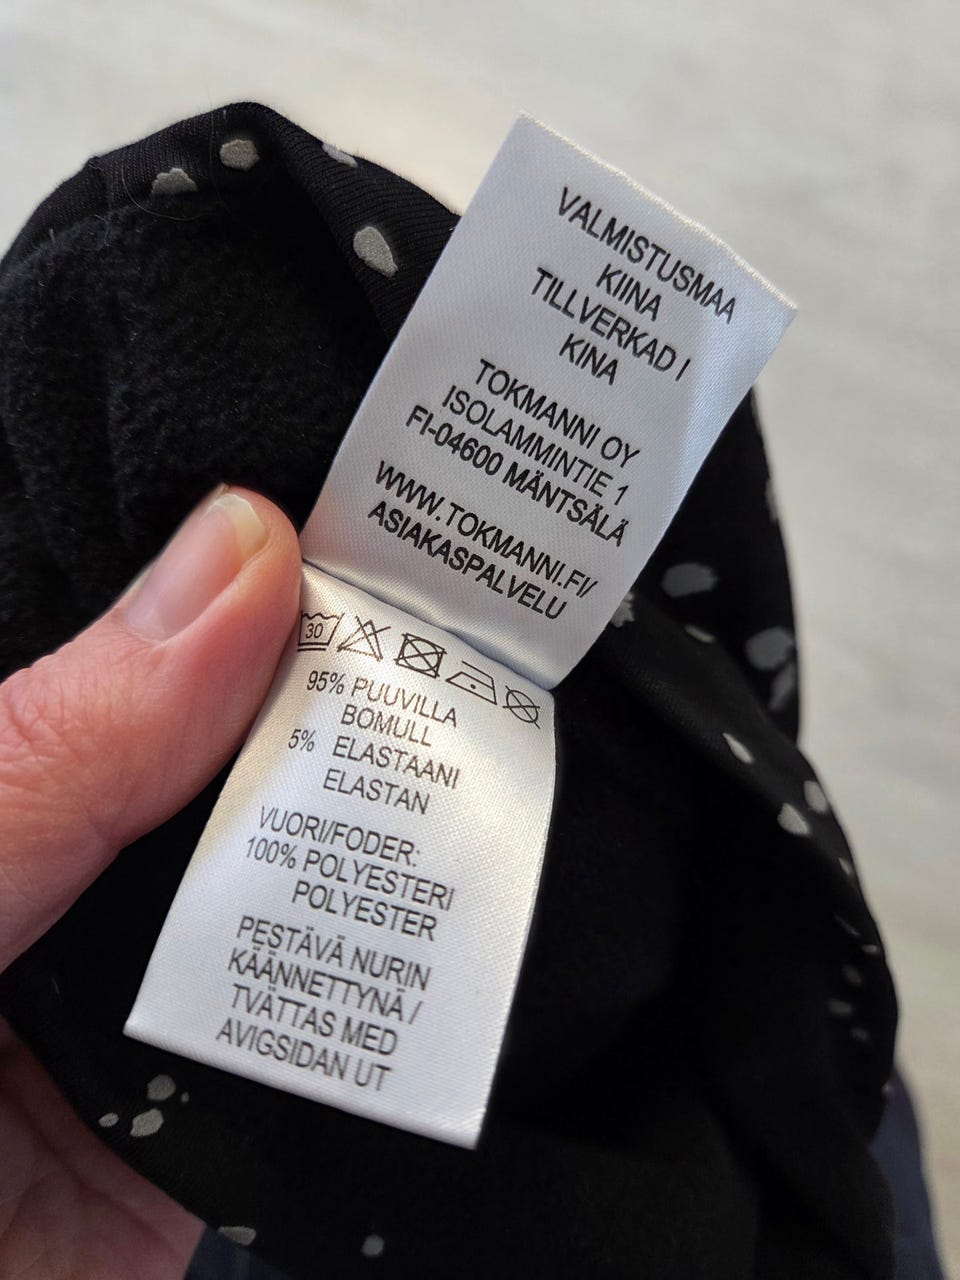 VALMISTUSMAA
KIINA
TILLVERKAD I
KINA
TOKMANNI OY
ISOLAMMINTIE 1
FI-04600 MÄNTSÄLÄ
WWW.TOKMANNI.FI/
ASIAKASPALVELU
30
95% PUUVILLA
BOMULL
5% ELASTAANI
ELASTAN
VUORI/FODER:
100% POLYESTERI
POLYESTER
PESTÄVÄ NURIN
KÄÄNNETTYNÄ /
TVÄTTAS MED
AVIGSIDAN UT